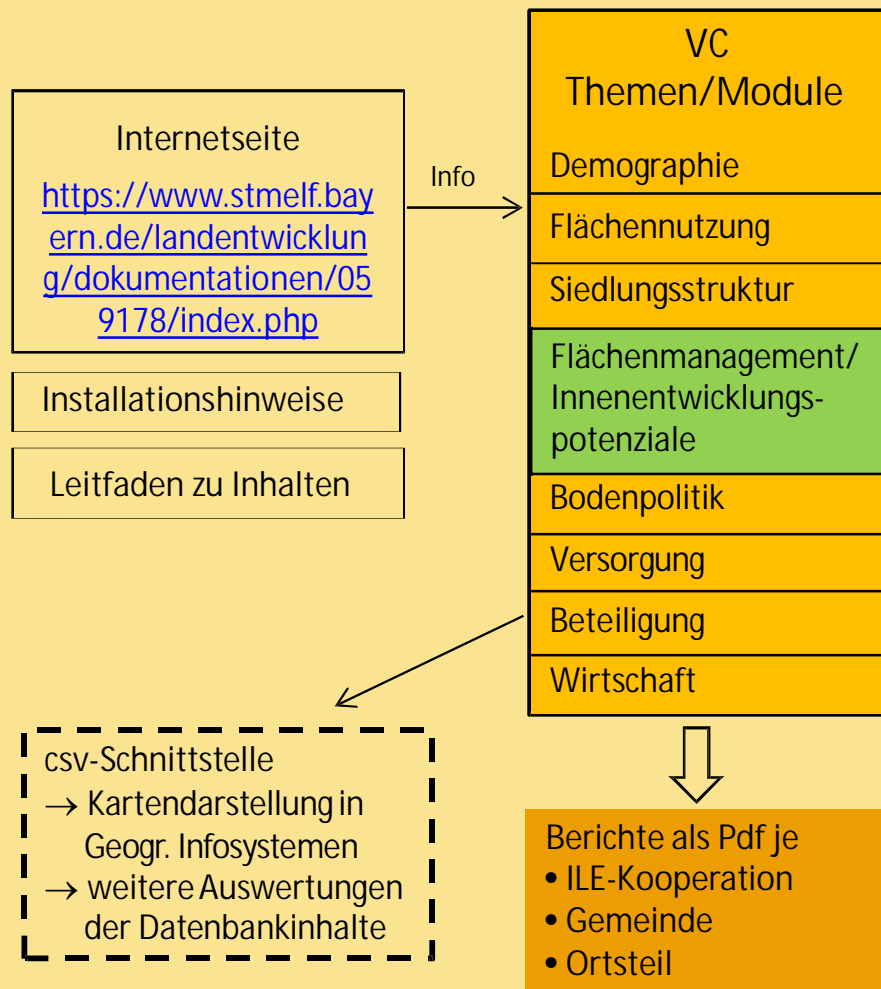 Internetseite
https://www.stmelf.bay
ern.de/landentwicklun
g/dokumentationen/05
9178/index.php
Installationshinweise
Leitfaden zu Inhalten
Info
VC
Themen/Module
Demographie
Flächennutzung
Siedlungsstruktur
Flächenmanagement/
Innenentwicklungs-
potenziale
Bodenpolitik
Versorgung
Beteiligung
Wirtschaft
csv-Schnittstelle
→ Kartendarstellung in
Geogr. Infosystemen
→ weitere Auswertungen
der Datenbankinhalte
Berichte als Pdf je
• ILE-Kooperation
• Gemeinde
• Ortsteil